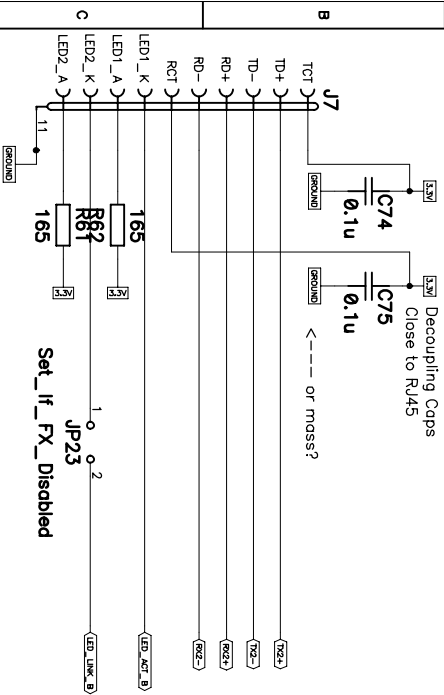 B
C
J7
TCT
TD+
TD-
RD+
RD-
RCT
LED1_K
LED1_A
LED2_K
LED2_A
11
GROUND
3.3V
C74
0.1u
GROUND
3.3V
C75
0.1u
GROUND
Decoupling Caps
Close to RJ45
<--- or mass?
165
R62
3.3V
R61
165
3.3V
1
2
JP23
Set_If_FX_Disabled
TX2+
TX2-
RX2+
RX2-
LED_ACT_B
LED_LINK_B